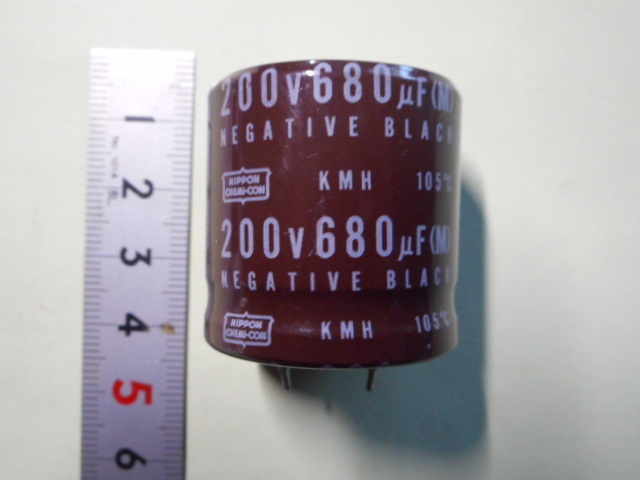 200V680µF(M)
NEGATIVE BLACK
NIPPON CHEMI-CON KMH 105°C
200V680µF(M)
NEGATIVE BLACK
NIPPON CHEMI-CON KMH 105°C
1
2
3
4
5
6